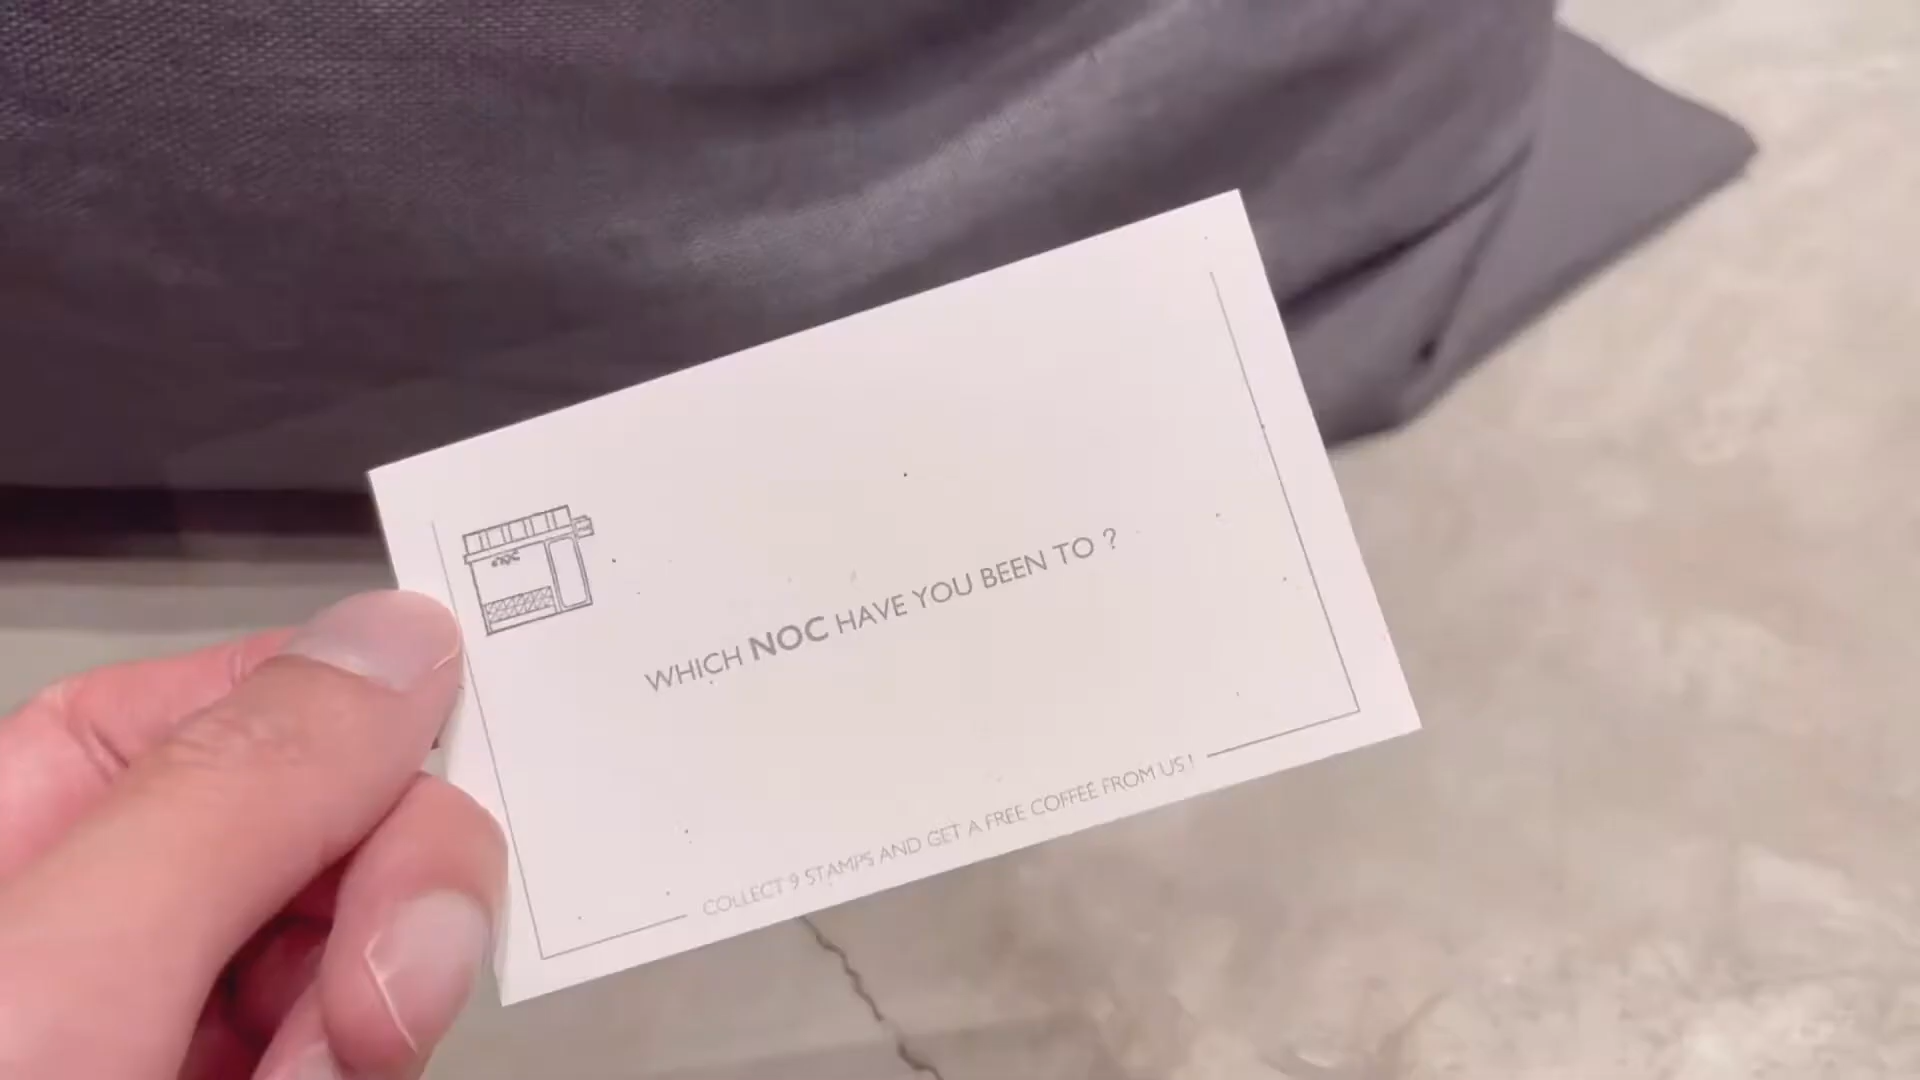 WHICH NOC HAVE YOU BEEN TO ?
COLLECT 9 STAMPS AND GET A FREE COFFEE FROM US !